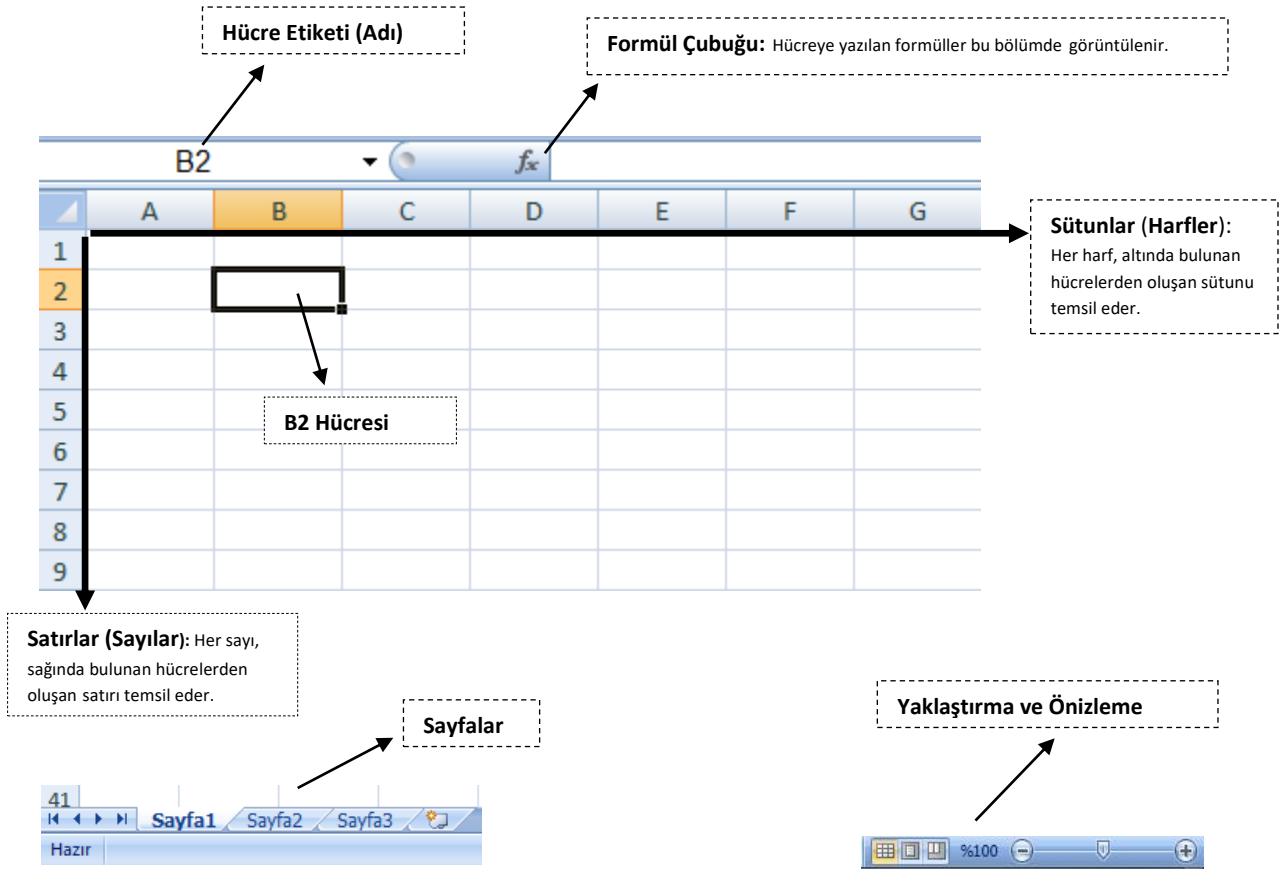 Hücre Etiketi (Adı)
Formül Çubuğu: Hücreye yazılan formüller bu bölümde görüntülenir.
B2 fx
A B C D E F G
Sütunlar (Harfler):
Her harf, altında bulunan
hücrelerden oluşan sütunu
temsil eder.
1
2
3
4
5
B2 Hücresi
6
7
8
9
Satırlar (Sayılar): Her sayı,
sağında bulunan hücrelerden
oluşan satırı temsil eder.
Sayfalar
Yaklaştırma ve Önizleme
41
Sayfa1 Sayfa2 Sayfa3
Hazır
%100